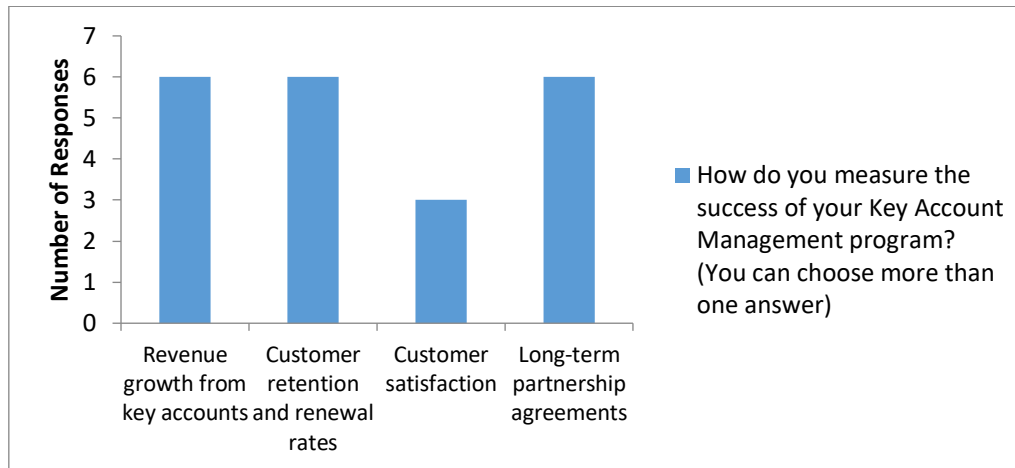 7
6
5
4
3
2
1
0
Number of Responses
Revenue
growth from
key accounts
Customer
retention
and renewal
rates
Customer
satisfaction
Long-term
partnership
agreements
How do you measure the
success of your Key Account
Management program?
(You can choose more than
one answer)